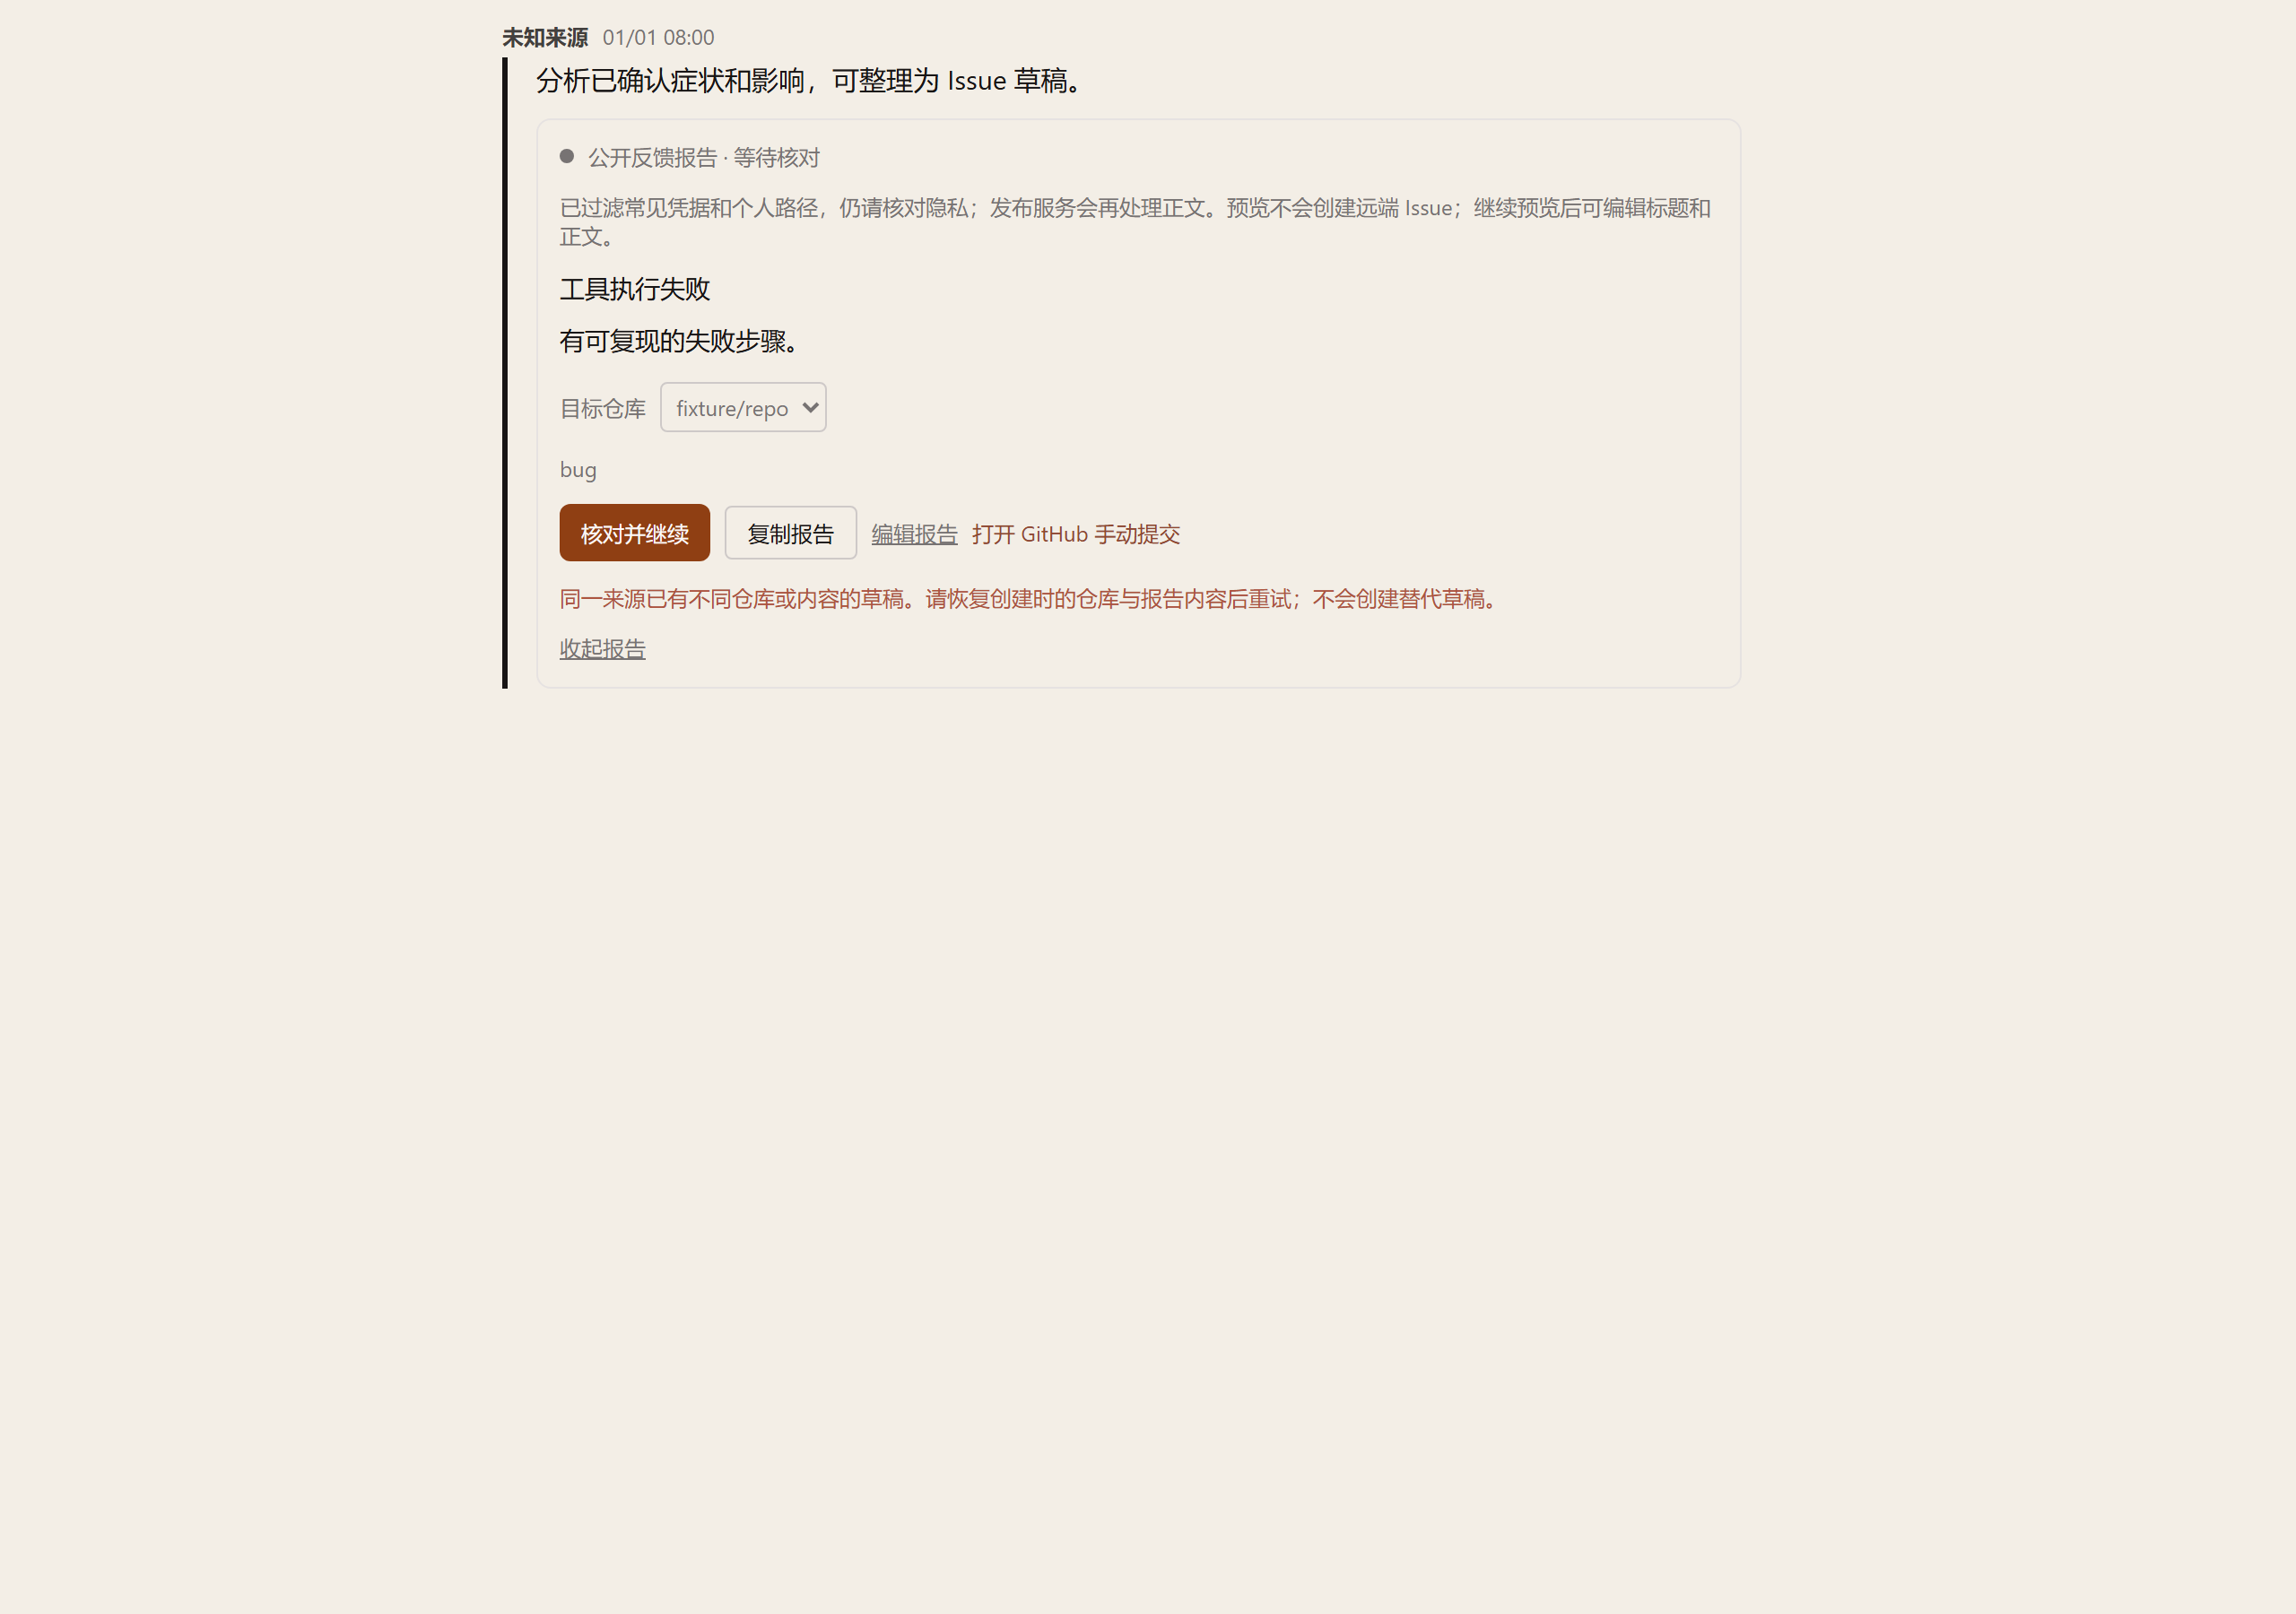 未知来源 01/01 08:00
分析已确认症状和影响，可整理为 Issue 草稿。
公开反馈报告 · 等待核对
已过滤常见凭据和个人路径，仍请核对隐私；发布服务会再处理正文。预览不会创建远端 Issue；继续预览后可编辑标题和
正文。
工具执行失败
有可复现的失败步骤。
目标仓库 fixture/repo
bug
核对并继续 复制报告 编辑报告 打开 GitHub 手动提交
同一来源已有不同仓库或内容的草稿。请恢复创建时的仓库与报告内容后重试；不会创建替代草稿。
收起报告